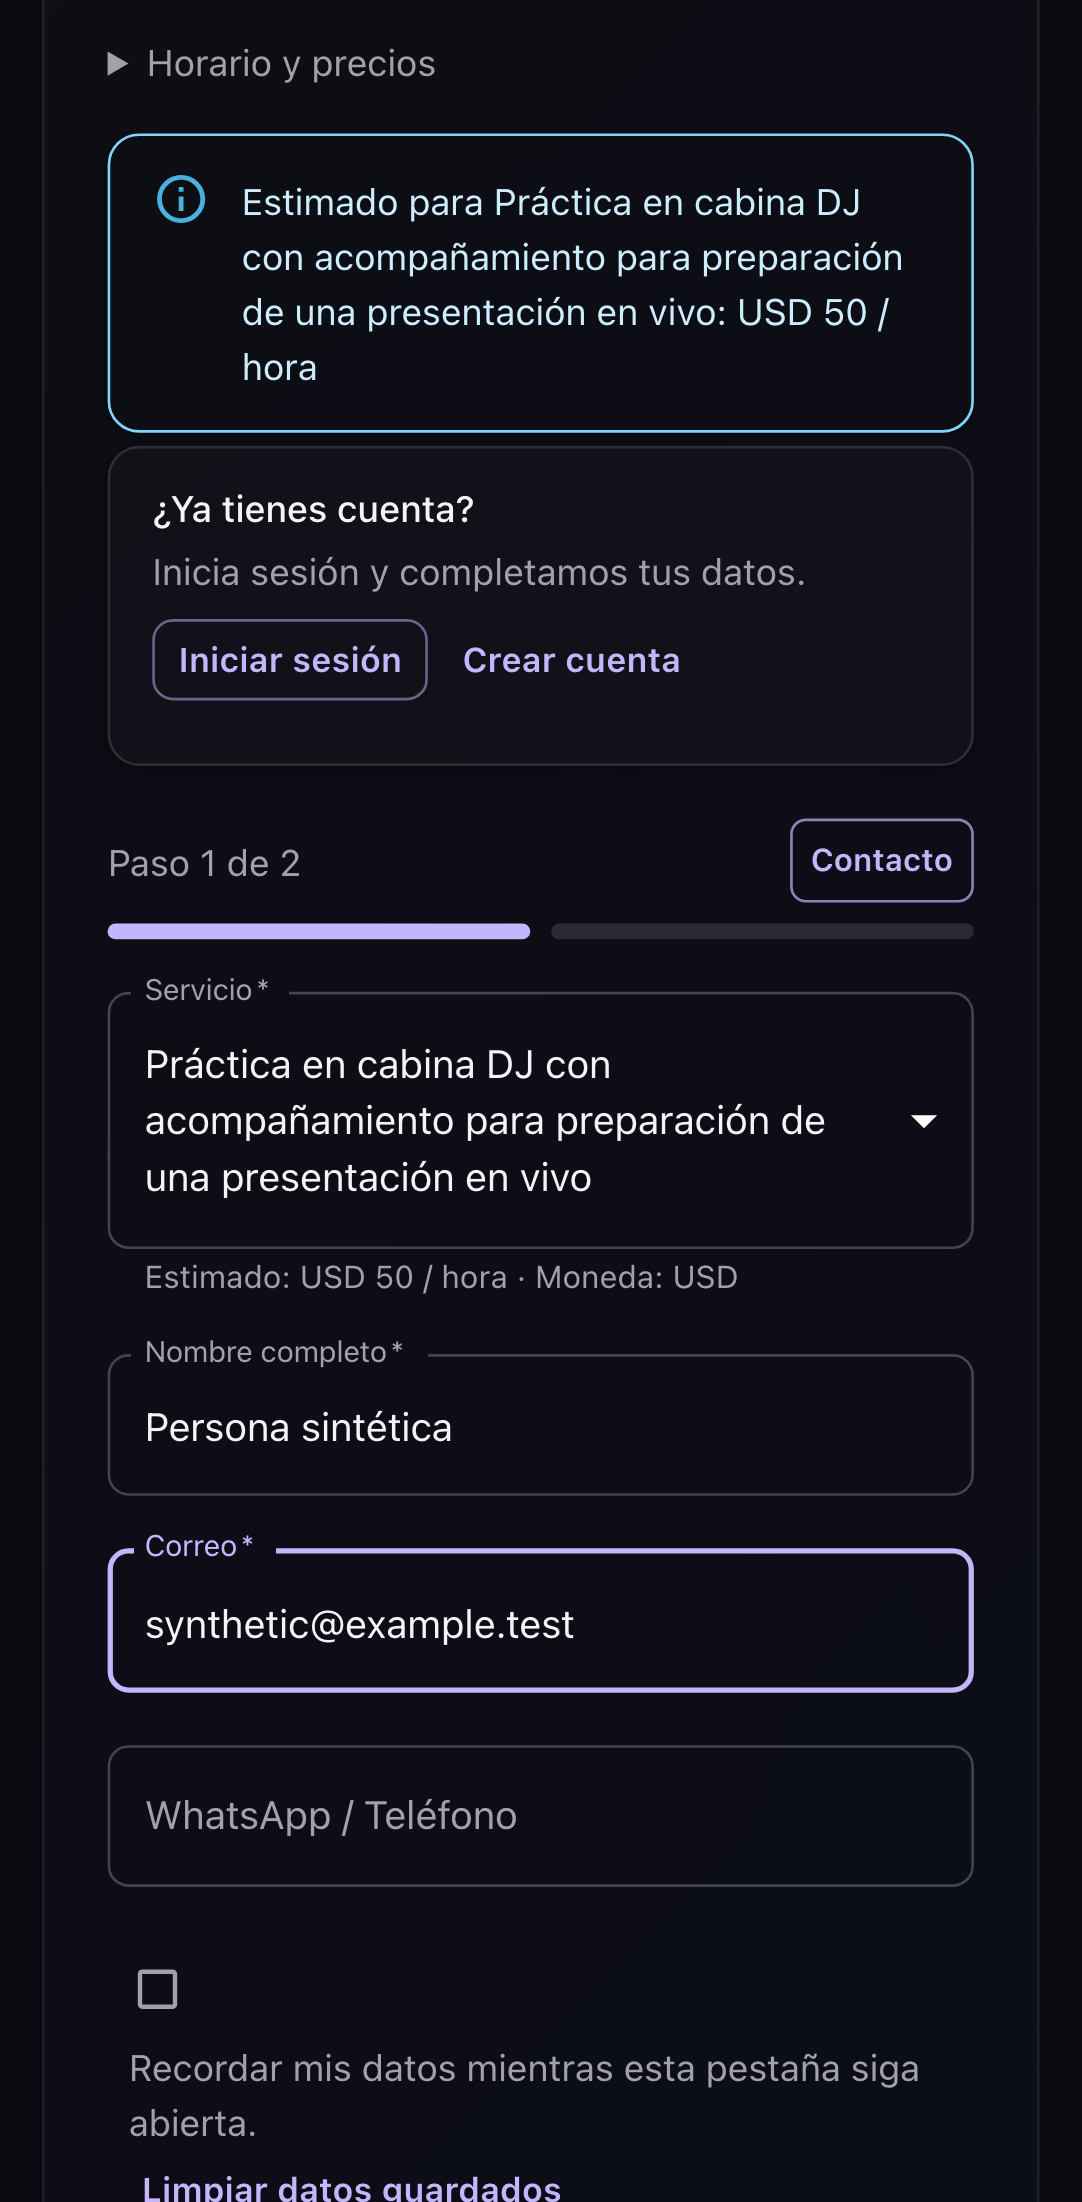 Horario y precios
Estimado para Práctica en cabina DJ
con acompañamiento para preparación
de una presentación en vivo: USD 50 /
hora
¿Ya tienes cuenta?
Inicia sesión y completamos tus datos.
Iniciar sesión
Crear cuenta
Paso 1 de 2
Contacto
Servicio *
Práctica en cabina DJ con
acompañamiento para preparación de
una presentación en vivo
Estimado: USD 50 / hora · Moneda: USD
Nombre completo *
Persona sintética
Correo *
synthetic@example.test
WhatsApp / Teléfono
Recordar mis datos mientras esta pestaña siga
abierta.
Limpiar datos guardados